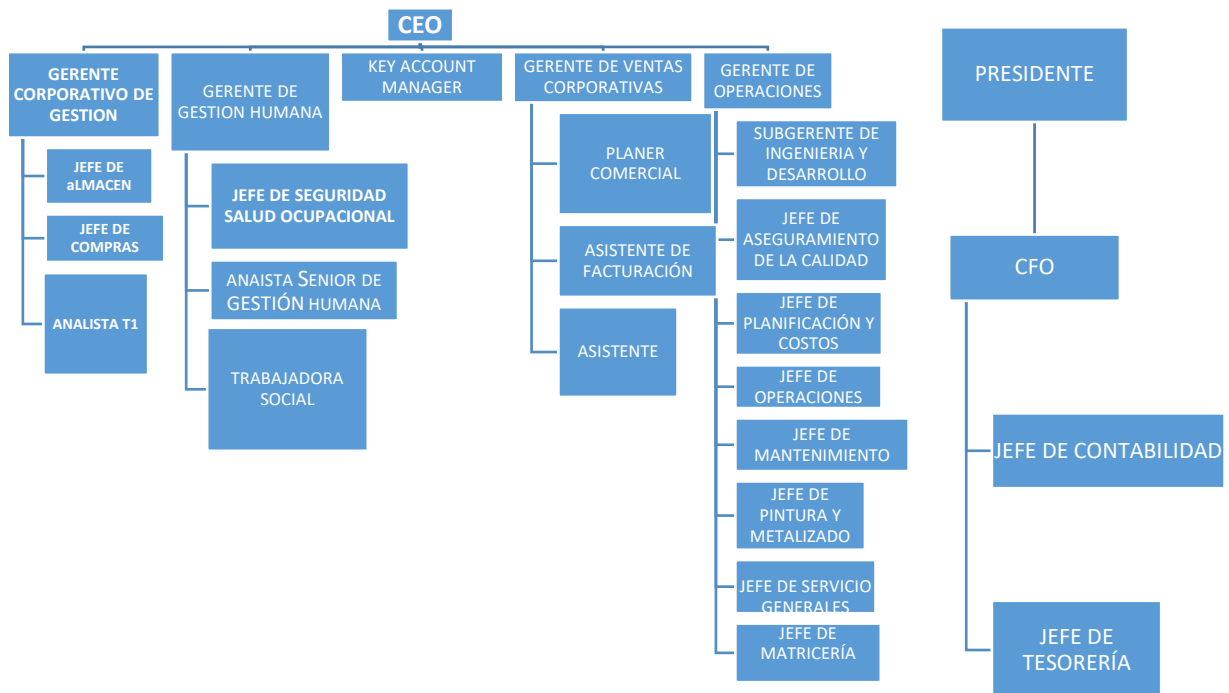 CEO
GERENTE
CORPORATIVO DE
GESTION
JEFE DE
aLMACEN
JEFE DE
COMPRAS
ANALISTA T1
GERENTE DE
GESTION HUMANA
JEFE DE SEGURIDAD
SALUD OCUPACIONAL
ANAISTA SENIOR DE
GESTIÓN HUMANA
TRABAJADORA
SOCIAL
KEY ACCOUNT
MANAGER
GERENTE DE VENTAS
CORPORATIVAS
PLANER
COMERCIAL
ASISTENTE DE
FACTURACIÓN
ASISTENTE
GERENTE DE
OPERACIONES
SUBGERENTE DE
INGENIERIA Y
DESARROLLO
JEFE DE
ASEGURAMIENTO
DE LA CALIDAD
JEFE DE
PLANIFICACIÓN Y
COSTOS
JEFE DE
OPERACIONES
JEFE DE
MANTENIMIENTO
JEFE DE
PINTURA Y
METALIZADO
JEFE DE SERVICIO
GENERALES
JEFE DE
MATRICERÍA
PRESIDENTE
CFO
JEFE DE CONTABILIDAD
JEFE DE
TESORERÍA